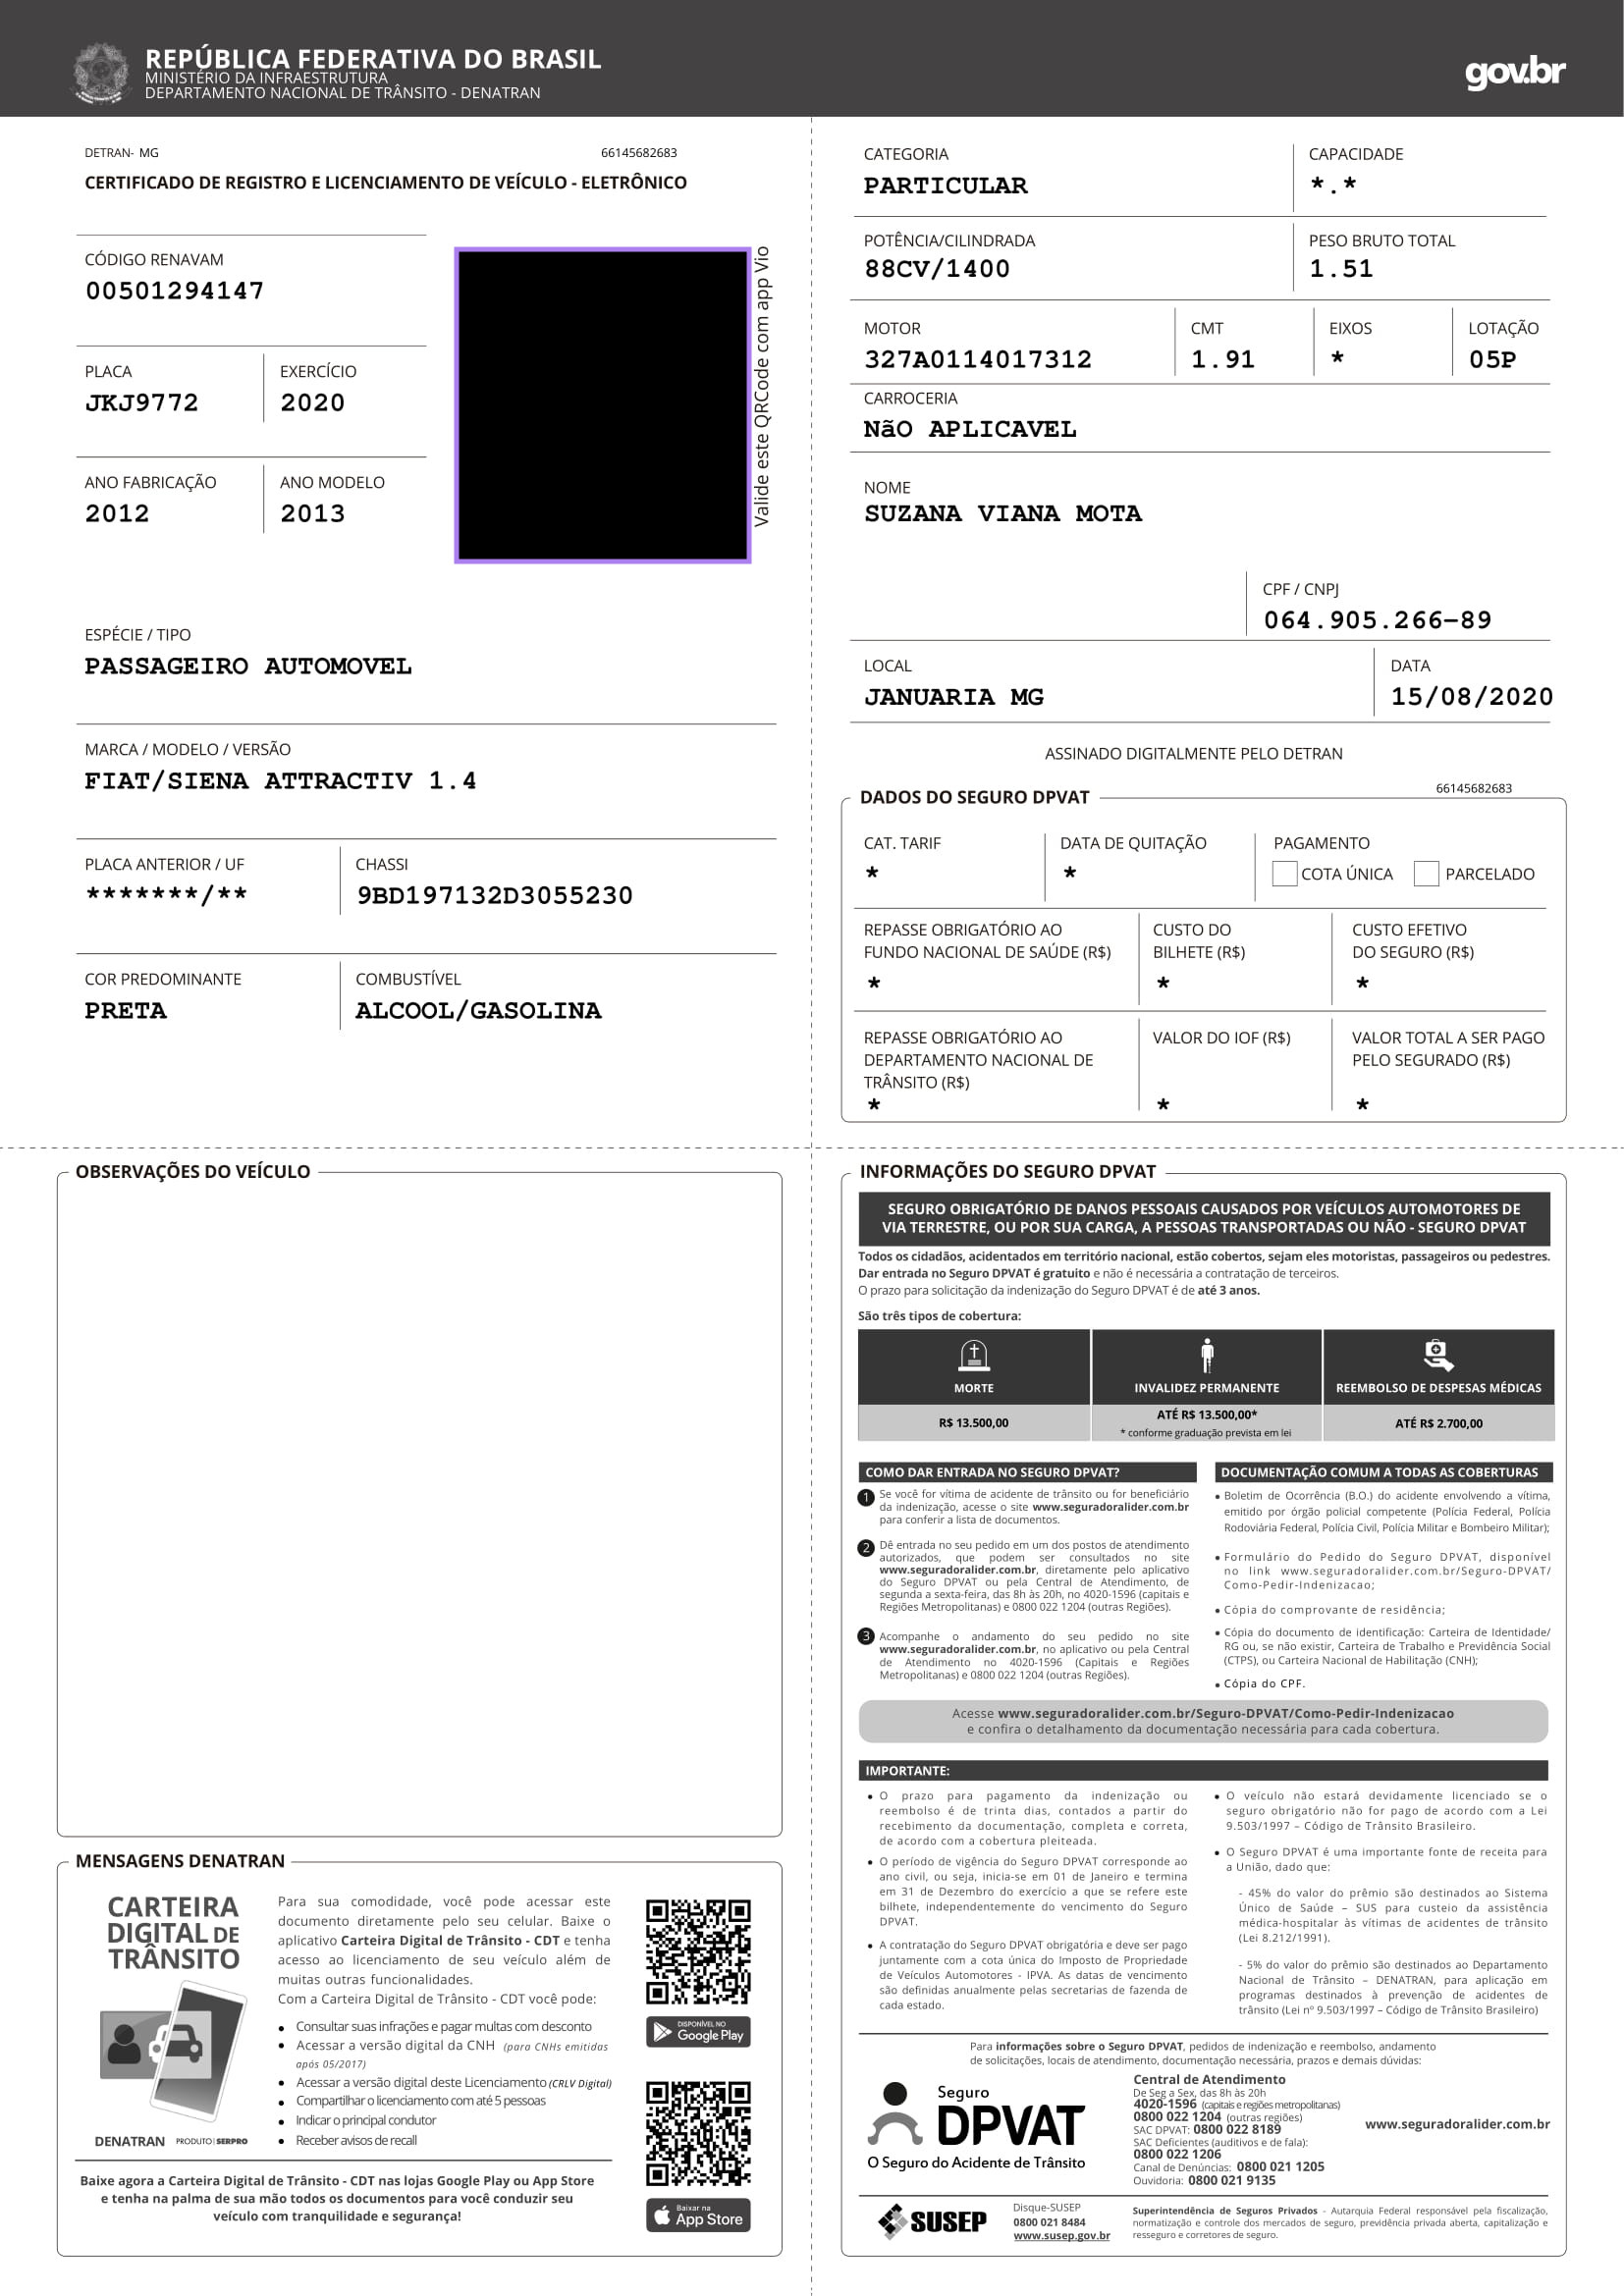 REPÚBLICA FEDERATIVA DO BRASIL
MINISTÉRIO DA INFRAESTRUTURA
DEPARTAMENTO NACIONAL DE TRÂNSITO - DENATRAN
gov.br
DETRAN- MG 66145682683
CERTIFICADO DE REGISTRO E LICENCIAMENTO DE VEÍCULO - ELETRÔNICO
CÓDIGO RENAVAM
00501294147
PLACA EXERCÍCIO
JKJ9772 2020
ANO FABRICAÇÃO ANO MODELO
2012 2013
Valide este QRCode com app Vio
ESPÉCIE / TIPO
PASSAGEIRO AUTOMOVEL
MARCA / MODELO / VERSÃO
FIAT/SIENA ATTRACTIV 1.4
PLACA ANTERIOR / UF CHASSI
*******/** 9BD197132D3055230
COR PREDOMINANTE COMBUSTÍVEL
PRETA ALCOOL/GASOLINA
CATEGORIA CAPACIDADE
PARTICULAR *.*
POTÊNCIA/CILINDRADA PESO BRUTO TOTAL
88CV/1400 1.51
MOTOR CMT EIXOS LOTAÇÃO
327A0114017312 1.91 * 05P
CARROCERIA
NãO APLICAVEL
NOME
SUZANA VIANA MOTA
CPF / CNPJ
064.905.266-89
LOCAL DATA
JANUARIA MG 15/08/2020
ASSINADO DIGITALMENTE PELO DETRAN
66145682683
DADOS DO SEGURO DPVAT
CAT. TARIF DATA DE QUITAÇÃO PAGAMENTO
* * COTA ÚNICA PARCELADO
REPASSE OBRIGATÓRIO AO CUSTO DO CUSTO EFETIVO
FUNDO NACIONAL DE SAÚDE (R$) BILHETE (R$) DO SEGURO (R$)
* * *
REPASSE OBRIGATÓRIO AO VALOR DO IOF (R$) VALOR TOTAL A SER PAGO
DEPARTAMENTO NACIONAL DE PELO SEGURADO (R$)
TRÂNSITO (R$)
* * *
OBSERVAÇÕES DO VEÍCULO
MENSAGENS DENATRAN
CARTEIRA
DIGITAL DE
TRÂNSITO
DENATRAN PRODUTO | SERPRO
Para sua comodidade, você pode acessar este
documento diretamente pelo seu celular. Baixe o
aplicativo Carteira Digital de Trânsito - CDT e tenha
acesso ao licenciamento de seu veículo além de
muitas outras funcionalidades.
Com a Carteira Digital de Trânsito - CDT você pode:
• Consultar suas infrações e pagar multas com desconto
• Acessar a versão digital da CNH (para CNHs emitidas
após 05/2017)
• Acessar a versão digital deste Licenciamento (CRLV Digital)
• Compartilhar o licenciamento com até 5 pessoas
• Indicar o principal condutor
• Receber avisos de recall
DISPONÍVEL NO
Google Play
Baixar na
App Store
Baixe agora a Carteira Digital de Trânsito - CDT nas lojas Google Play ou App Store
e tenha na palma de sua mão todos os documentos para você conduzir seu
veículo com tranquilidade e segurança!
INFORMAÇÕES DO SEGURO DPVAT
SEGURO OBRIGATÓRIO DE DANOS PESSOAIS CAUSADOS POR VEÍCULOS AUTOMOTORES DE
VIA TERRESTRE, OU POR SUA CARGA, A PESSOAS TRANSPORTADAS OU NÃO - SEGURO DPVAT
Todos os cidadãos, acidentados em território nacional, estão cobertos, sejam eles motoristas, passageiros ou pedestres.
Dar entrada no Seguro DPVAT é gratuito e não é necessária a contratação de terceiros.
O prazo para solicitação da indenização do Seguro DPVAT é de até 3 anos.
São três tipos de cobertura:
MORTE INVALIDEZ PERMANENTE REEMBOLSO DE DESPESAS MÉDICAS
R$ 13.500,00 ATÉ R$ 13.500,00* ATÉ R$ 2.700,00
* conforme graduação prevista em lei
COMO DAR ENTRADA NO SEGURO DPVAT?
1 Se você for vítima de acidente de trânsito ou for beneficiário
da indenização, acesse o site www.seguradoralider.com.br
para conferir a lista de documentos.
2 Dê entrada no seu pedido em um dos postos de atendimento
autorizados, que podem ser consultados no site
www.seguradoralider.com.br, diretamente pelo aplicativo
do Seguro DPVAT ou pela Central de Atendimento, de
segunda a sexta-feira, das 8h às 20h, no 4020-1596 (capitais e
Regiões Metropolitanas) e 0800 022 1204 (outras Regiões).
3 Acompanhe o andamento do seu pedido no site
www.seguradoralider.com.br, no aplicativo ou pela Central
de Atendimento no 4020-1596 (Capitais e Regiões
Metropolitanas) e 0800 022 1204 (outras Regiões).
DOCUMENTAÇÃO COMUM A TODAS AS COBERTURAS
• Boletim de Ocorrência (B.O.) do acidente envolvendo a vítima,
emitido por órgão policial competente (Polícia Federal, Polícia
Rodoviária Federal, Polícia Civil, Polícia Militar e Bombeiro Militar);
• Formulário do Pedido do Seguro DPVAT, disponível
no link www.seguradoralider.com.br/Seguro-DPVAT/
Como-Pedir-Indenizacao;
• Cópia do comprovante de residência;
• Cópia do documento de identificação: Carteira de Identidade/
RG ou, se não existir, Carteira de Trabalho e Previdência Social
(CTPS), ou Carteira Nacional de Habilitação (CNH);
• Cópia do CPF.
Acesse www.seguradoralider.com.br/Seguro-DPVAT/Como-Pedir-Indenizacao
e confira o detalhamento da documentação necessária para cada cobertura.
IMPORTANTE:
• O prazo para pagamento da indenização ou
reembolso é de trinta dias, contados a partir do
recebimento da documentação, completa e correta,
de acordo com a cobertura pleiteada.
• O período de vigência do Seguro DPVAT corresponde ao
ano civil, ou seja, inicia-se em 01 de Janeiro e termina
em 31 de Dezembro do exercício a que se refere este
bilhete, independemente do vencimento do Seguro
DPVAT.
• A contratação do Seguro DPVAT obrigatória e deve ser pago
juntamente com a cota única do Imposto de Propriedade
de Veículos Automotores - IPVA. As datas de vencimento
são definidas anualmente pelas secretarias de fazenda de
cada estado.
• O veículo não estará devidamente licenciado se o
seguro obrigatório não for pago de acordo com a Lei
9.503/1997 – Código de Trânsito Brasileiro.
• O Seguro DPVAT é uma importante fonte de receita para
a União, dado que:
- 45% do valor do prêmio são destinados ao Sistema
Único de Saúde – SUS para custeio da assistência
médica-hospitalar às vítimas de acidentes de trânsito
(Lei 8.212/1991).
- 5% do valor do prêmio são destinados ao Departamento
Nacional de Trânsito – DENATRAN, para aplicação em
programas destinados à prevenção de acidentes de
trânsito (Lei nº 9.503/1997 – Código de Trânsito Brasileiro)
Para informações sobre o Seguro DPVAT, pedidos de indenização e reembolso, andamento
de solicitações, locais de atendimento, documentação necessária, prazos e demais dúvidas:
Seguro
DPVAT
O Seguro do Acidente de Trânsito
Central de Atendimento
De Seg a Sex, das 8h às 20h
4020-1596 (capitais e regiões metropolitanas)
0800 022 1204 (outras regiões)
SAC DPVAT: 0800 022 8189
SAC Deficientes (auditivos e de fala):
0800 022 1206
Canal de Denúncias: 0800 021 1205
Ouvidoria: 0800 021 9135
www.seguradoralider.com.br
SUSEP
Disque-SUSEP
0800 021 8484
www.susep.gov.br
Superintendência de Seguros Privados - Autarquia Federal responsável pela fiscalização,
normatização e controle dos mercados de seguro, previdência privada aberta, capitalização e
resseguro e corretores de seguro.